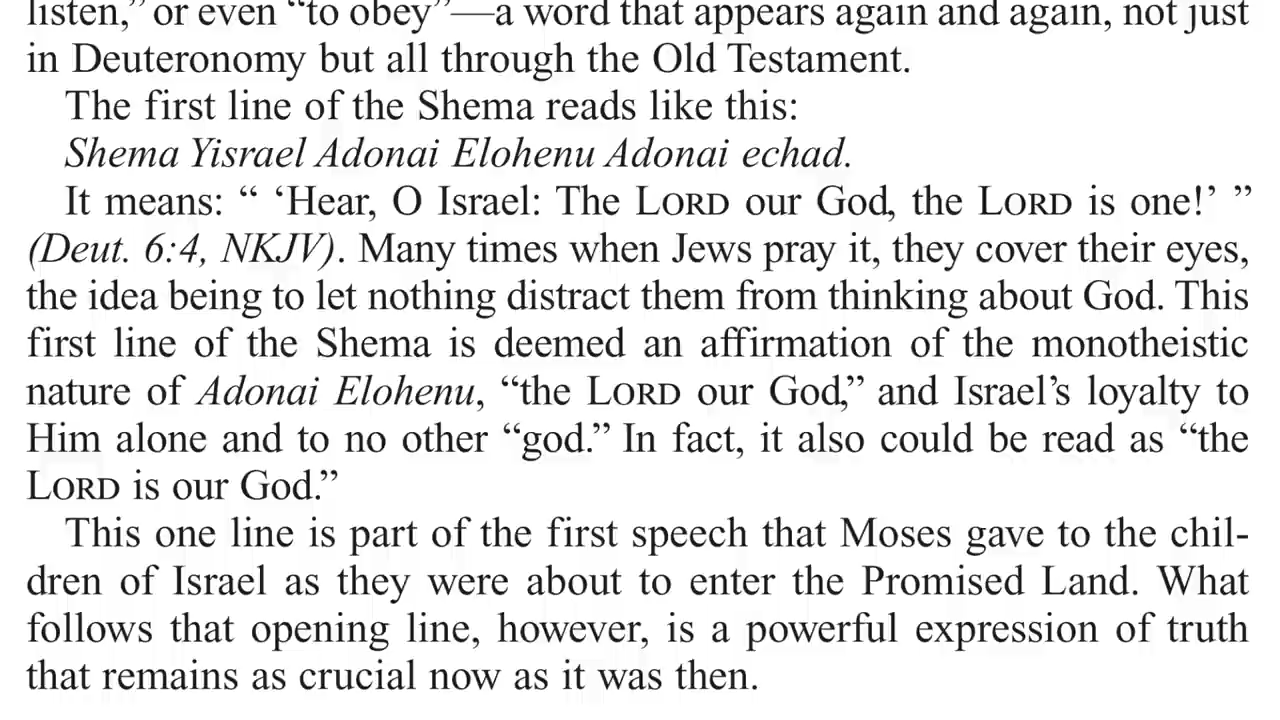 listen,” or even “to obey”—a word that appears again and again, not just
in Deuteronomy but all through the Old Testament.
The first line of the Shema reads like this:
Shema Yisrael Adonai Elohenu Adonai echad.
It means: “ ‘Hear, O Israel: The LORD our God, the LORD is one!’ ”
(Deut. 6:4, NKJV). Many times when Jews pray it, they cover their eyes,
the idea being to let nothing distract them from thinking about God. This
first line of the Shema is deemed an affirmation of the monotheistic
nature of Adonai Elohenu, “the LORD our God,” and Israel’s loyalty to
Him alone and to no other “god.” In fact, it also could be read as “the
LORD is our God.”
This one line is part of the first speech that Moses gave to the chil-
dren of Israel as they were about to enter the Promised Land. What
follows that opening line, however, is a powerful expression of truth
that remains as crucial now as it was then.